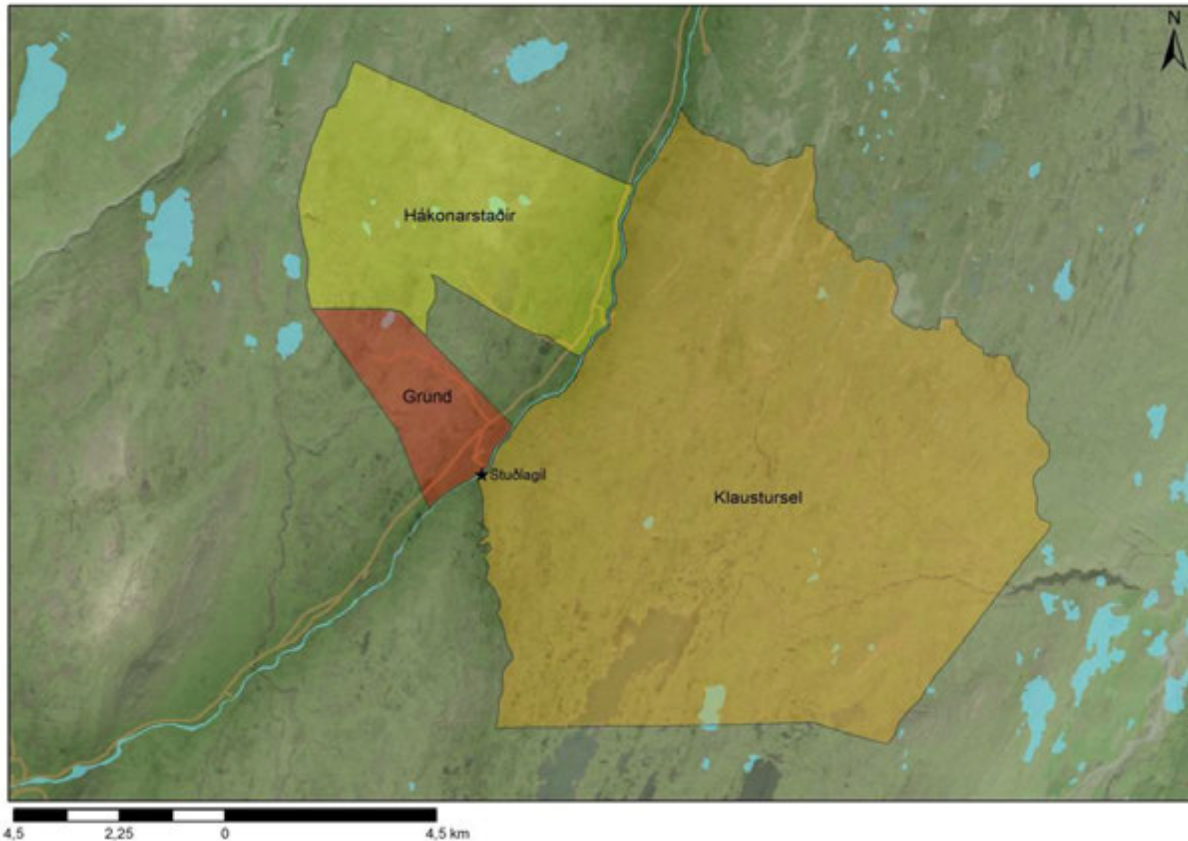 N
Hákonarstaðir
Grund
Stuðlagil
Klaustursel
4,5 2,25 0 4,5 km